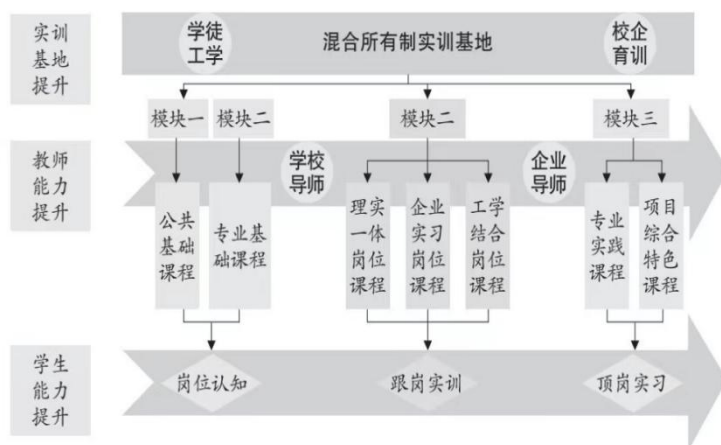 实训
基地
提升
学徒
工学
混合所有制实训基地
校企
育训
模块一
模块二
模块二
模块三
教师
能力
提升
学校
导师
企业
导师
公共
基础
课程
专业基
础课程
理实
一体
岗位
课程
企业
实习
岗位
课程
工学
结合
岗位
课程
专业
实践
课程
项目
综合
特色
课程
学生
能力
提升
岗位认知
跟岗实训
顶岗实习